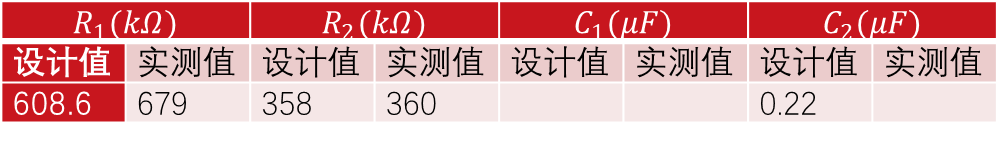 R₁(kΩ) R₂(kΩ) C₁(μF) C₂(μF)
设计值 实测值 设计值 实测值 设计值 实测值 设计值 实测值
608.6 679 358 360 0.22